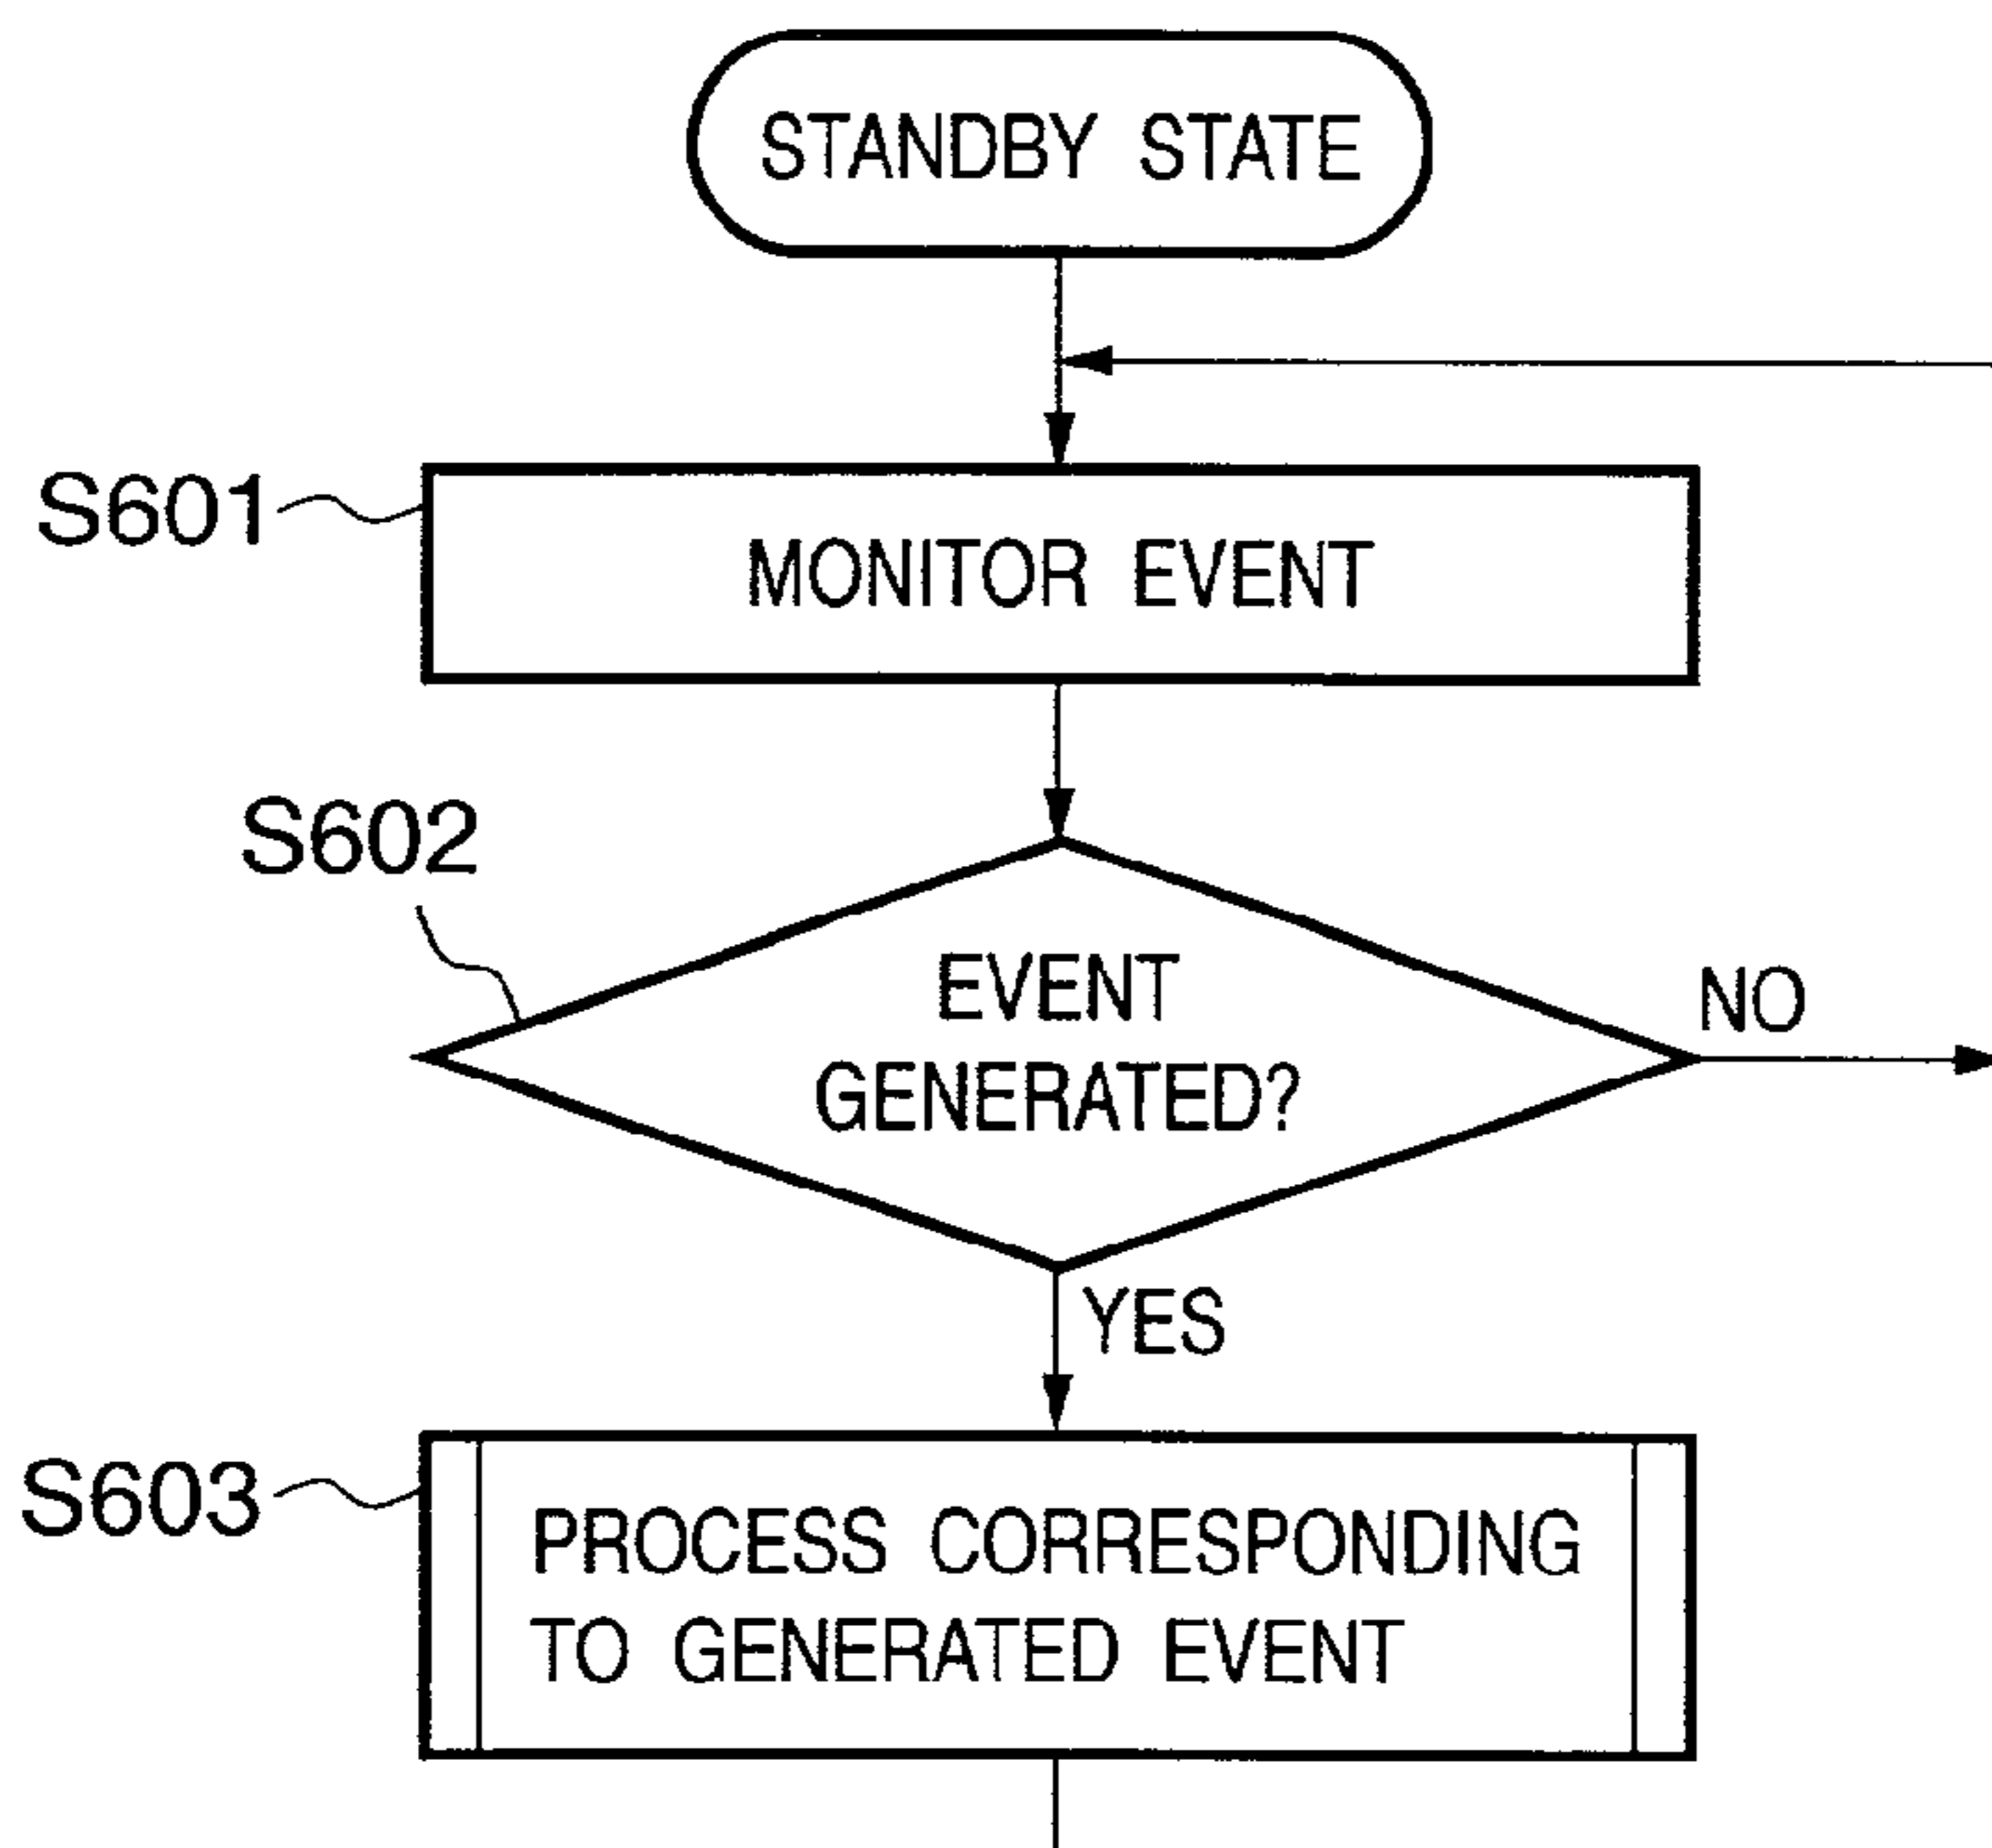 STANDBY STATE
S601
MONITOR EVENT
S602
EVENT
GENERATED?
NO
YES
S603
PROCESS CORRESPONDING
TO GENERATED EVENT